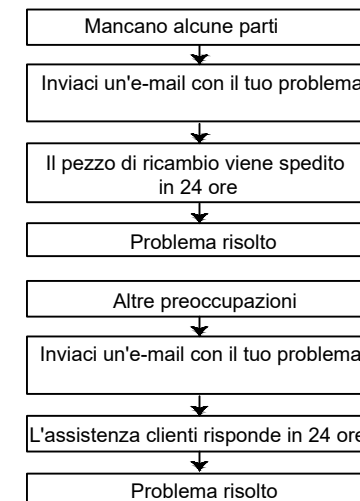 Mancano alcune parti
Inviaci un'e-mail con il tuo problema
Il pezzo di ricambio viene spedito
in 24 ore
Problema risolto
Altre preoccupazioni
Inviaci un'e-mail con il tuo problema
L'assistenza clienti risponde in 24 ore
Problema risolto